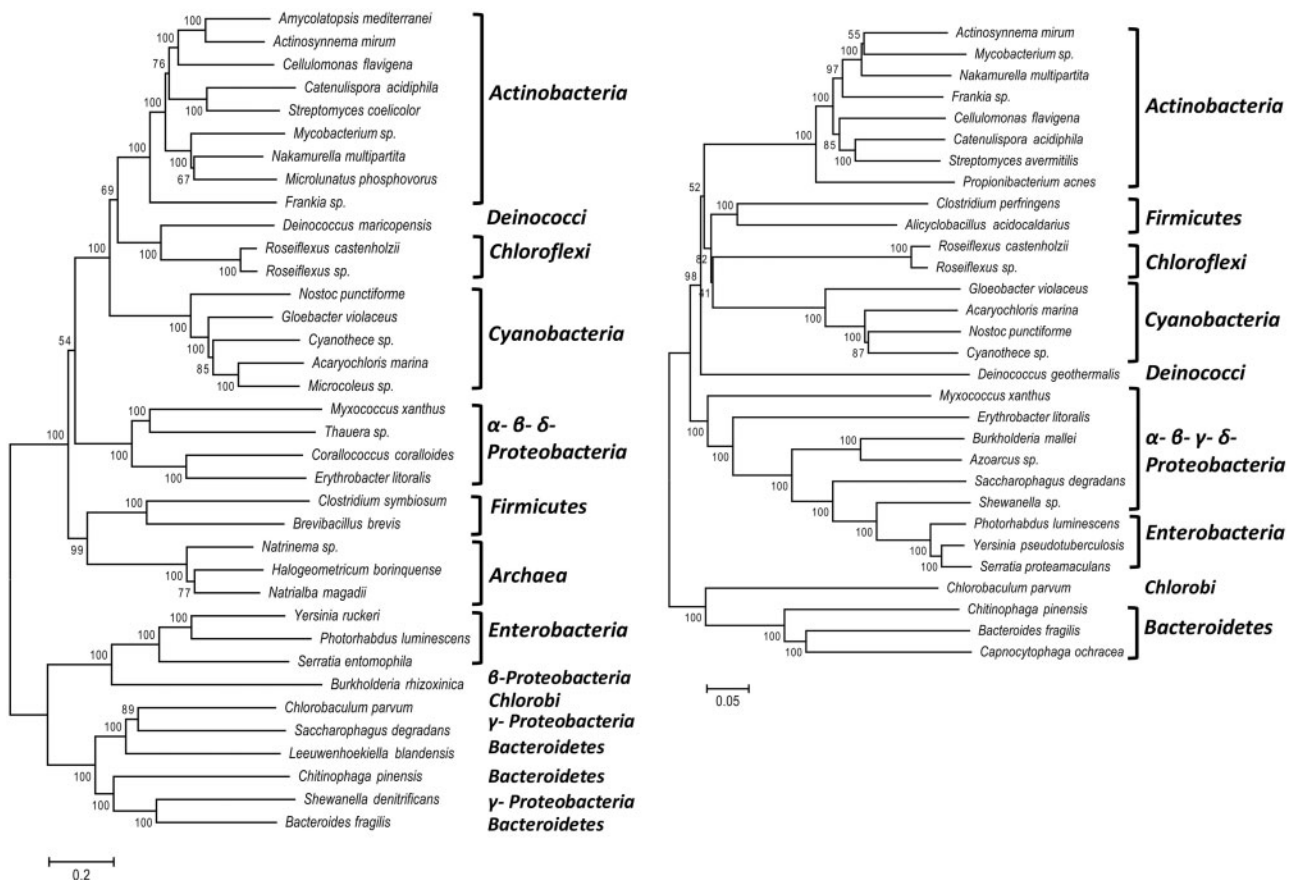 Amycolatopsis mediterranei
100
100
Actinosynnema mirum
Cellulomonas flavigena
76
Catenulispora acidiphila
100
100
Streptomyces coelicolor
Actinobacteria
Mycobacterium sp.
100
100
Nakamurella multipartita
67
Microlunatus phosphovorus
69
Frankia sp.
Deinococcus maricopensis
Deinococci
100
100
Roseiflexus castenholzii
100
Roseiflexus sp.
Chloroflexi
Nostoc punctiforme
100
Gloebacter violaceus
100
Cyanothece sp.
Cyanobacteria
54
85
Acaryochloris marina
100
Microcoleus sp.
100
Myxococcus xanthus
Thauera sp.
100
100
Corallococcus coralloides
100
Erythrobacter litoralis
α- β- δ-
Proteobacteria
100
Clostridium symbiosum
Brevibacillus brevis
Firmicutes
99
Natrinema sp.
100
Halogeometricum borinquense
77
Natrialba magadii
Archaea
100
Yersinia ruckeri
100
Photorhabdus luminescens
100
Serratia entomophila
Enterobacteria
Burkholderia rhizoxinica
β-Proteobacteria
89
Chlorobaculum parvum
Chlorobi
100
Saccharophagus degradans
γ- Proteobacteria
Leeuwenhoekiella blandensis
Bacteroidetes
100
Chitinophaga pinensis
Bacteroidetes
100
Shewanella denitrificans
γ- Proteobacteria
100
Bacteroides fragilis
Bacteroidetes
0.2
55
Actinosynnema mirum
100
Mycobacterium sp.
97
Nakamurella multipartita
100
Frankia sp.
Cellulomonas flavigena
Actinobacteria
100
85
Catenulispora acidiphila
100
Streptomyces avermitilis
Propionibacterium acnes
52
Clostridium perfringens
100
Alicyclobacillus acidocaldarius
Firmicutes
82
100
Roseiflexus castenholzii
Roseiflexus sp.
Chloroflexi
98
41
Gloeobacter violaceus
100
Acaryochloris marina
100
Nostoc punctiforme
87
Cyanothece sp.
Cyanobacteria
Deinococcus geothermalis
Deinococci
Myxococcus xanthus
100
Erythrobacter litoralis
100
100
Burkholderia mallei
Azoarcus sp.
α- β- γ- δ-
Proteobacteria
100
Saccharophagus degradans
100
Shewanella sp.
100
Photorhabdus luminescens
100
Yersinia pseudotuberculosis
100
Serratia proteamaculans
Enterobacteria
Chlorobaculum parvum
Chlorobi
100
Chitinophaga pinensis
100
Bacteroides fragilis
100
Capnocytophaga ochracea
Bacteroidetes
0.05